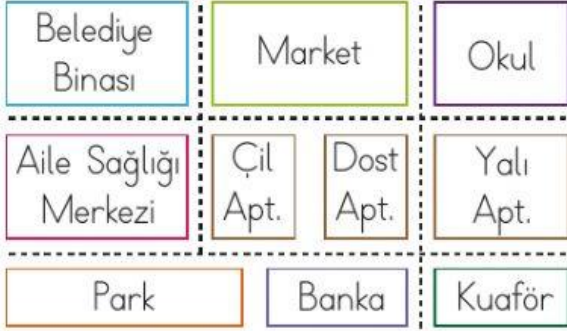 Belediye
Binası
Market
Okul
Aile Sağlığı
Merkezi
Çil
Apt.
Dost
Apt.
Yalı
Apt.
Park
Banka
Kuaför